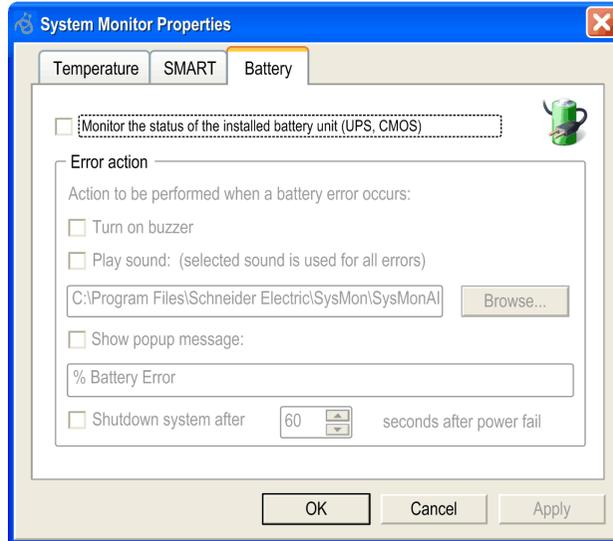 System Monitor Properties
Temperature
SMART
Battery
Monitor the status of the installed battery unit (UPS, CMOS)
Error action
Action to be performed when a battery error occurs:
Turn on buzzer
Play sound: (selected sound is used for all errors)
C:\Program Files\Schneider Electric\SysMon\SysMonAl
Browse...
Show popup message:
% Battery Error
Shutdown system after 60 seconds after power fail
OK
Cancel
Apply